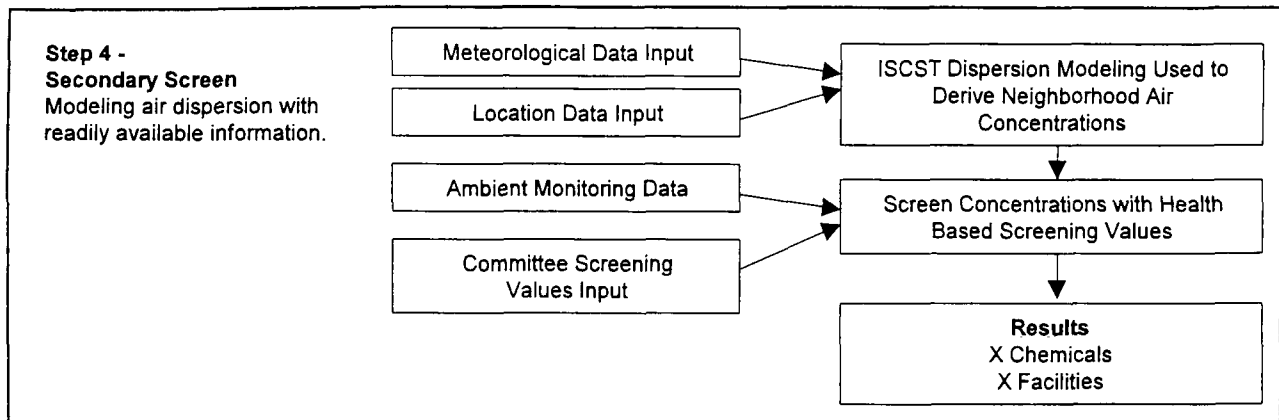 Step 4 -
Secondary Screen
Modeling air dispersion with
readily available information.
Meteorological Data Input
Location Data Input
Ambient Monitoring Data
Committee Screening
Values Input
ISCST Dispersion Modeling Used to
Derive Neighborhood Air
Concentrations
Screen Concentrations with Health
Based Screening Values
Results
X Chemicals
X Facilities